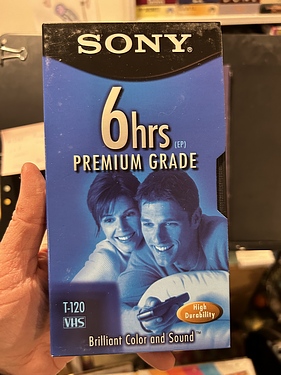 SONY®
6hrs (EP)
PREMIUM GRADE
T-120
VHS
High
Durability
Brilliant Color and Sound™